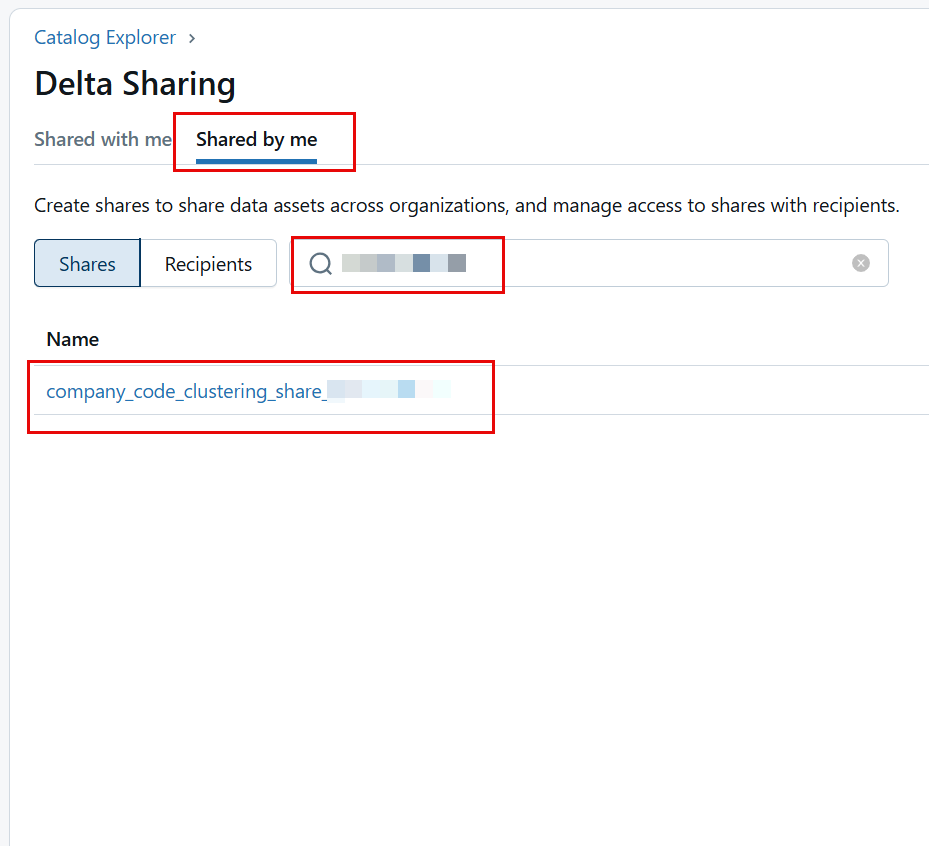 Catalog Explorer >
Delta Sharing
Shared with me Shared by me
Create shares to share data assets across organizations, and manage access to shares with recipients.
Shares Recipients
Name
company_code_clustering_share_